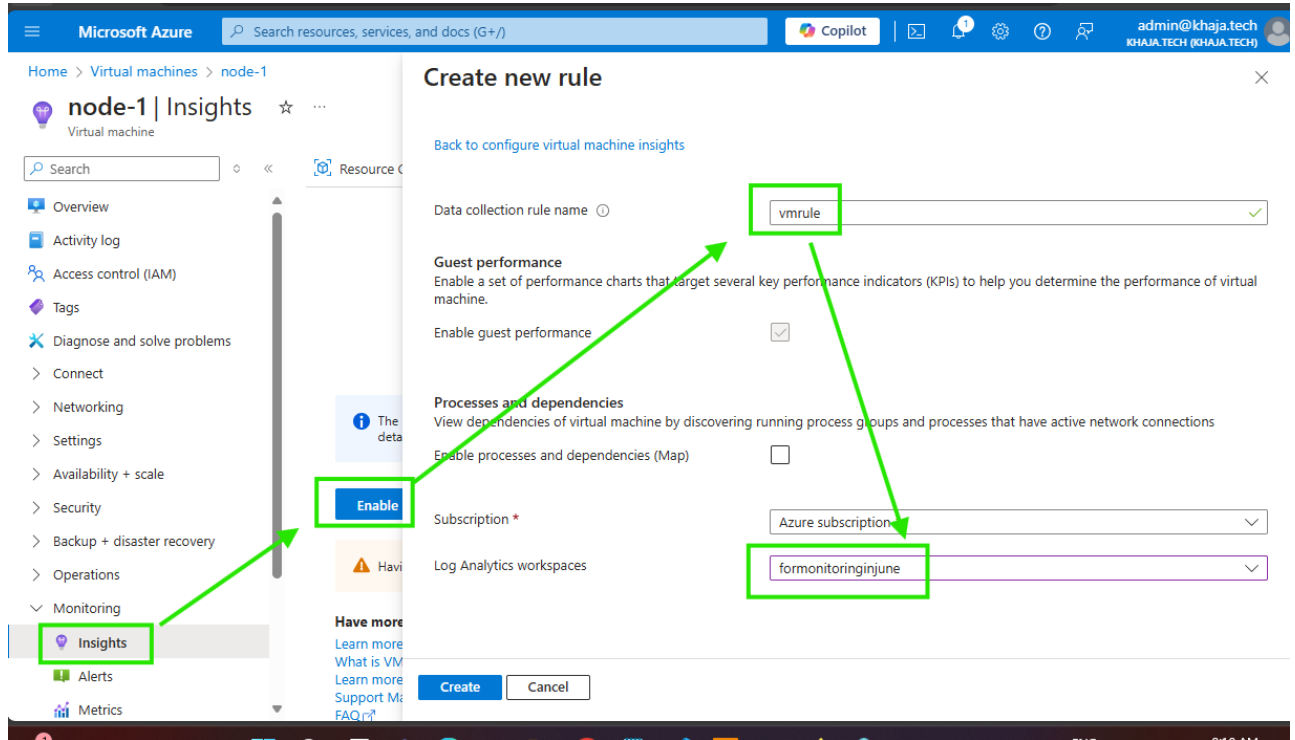 Microsoft Azure
Search resources, services, and docs (G+/)
Copilot
1
admin@khaja.tech
KHAJA.TECH (KHAJA.TECH)
Home > Virtual machines > node-1
node-1 | Insights
Virtual machine
Search
Overview
Activity log
Access control (IAM)
Tags
Diagnose and solve problems
Connect
Networking
Settings
Availability + scale
Security
Backup + disaster recovery
Operations
Monitoring
Insights
Alerts
Metrics
Resource
The
deta
Enable
Havi
Have more
Learn more
What is VM
Learn more
Support Ma
FAQ
Create new rule
Back to configure virtual machine insights
Data collection rule name
vmrule
Guest performance
Enable a set of performance charts that target several key performance indicators (KPIs) to help you determine the performance of virtual
machine.
Enable guest performance
Processes and dependencies
View dependencies of virtual machine by discovering running process groups and processes that have active network connections
Enable processes and dependencies (Map)
Subscription *
Azure subscription
Log Analytics workspaces
formonitoringinjune
Create
Cancel